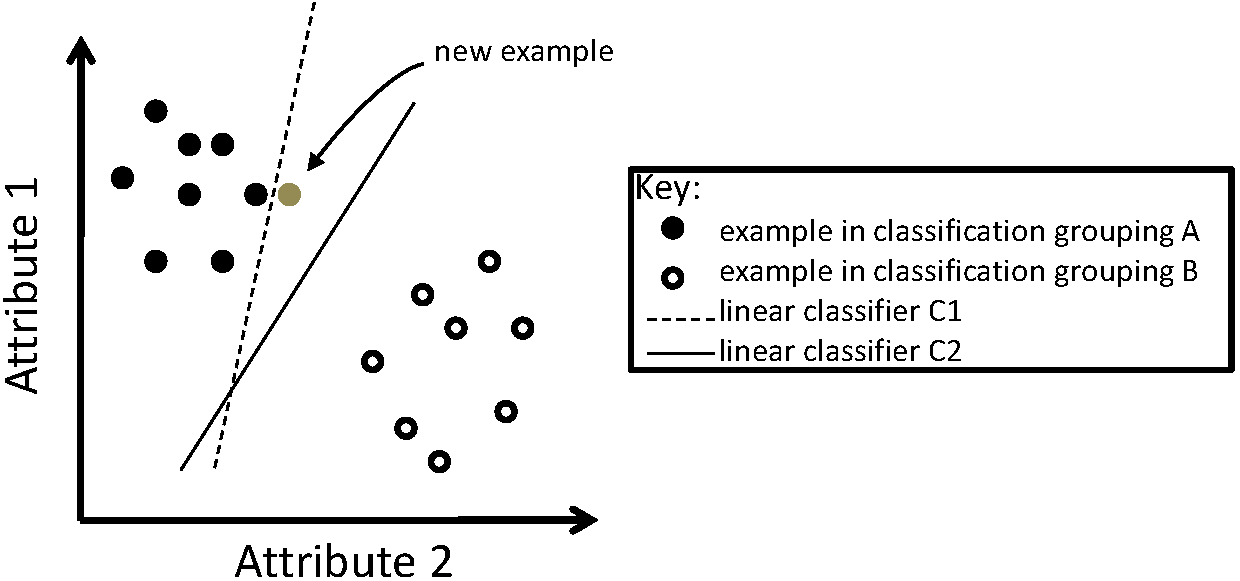 new example
Attribute 1
Attribute 2
Key:
example in classification grouping A
example in classification grouping B
linear classifier C1
linear classifier C2